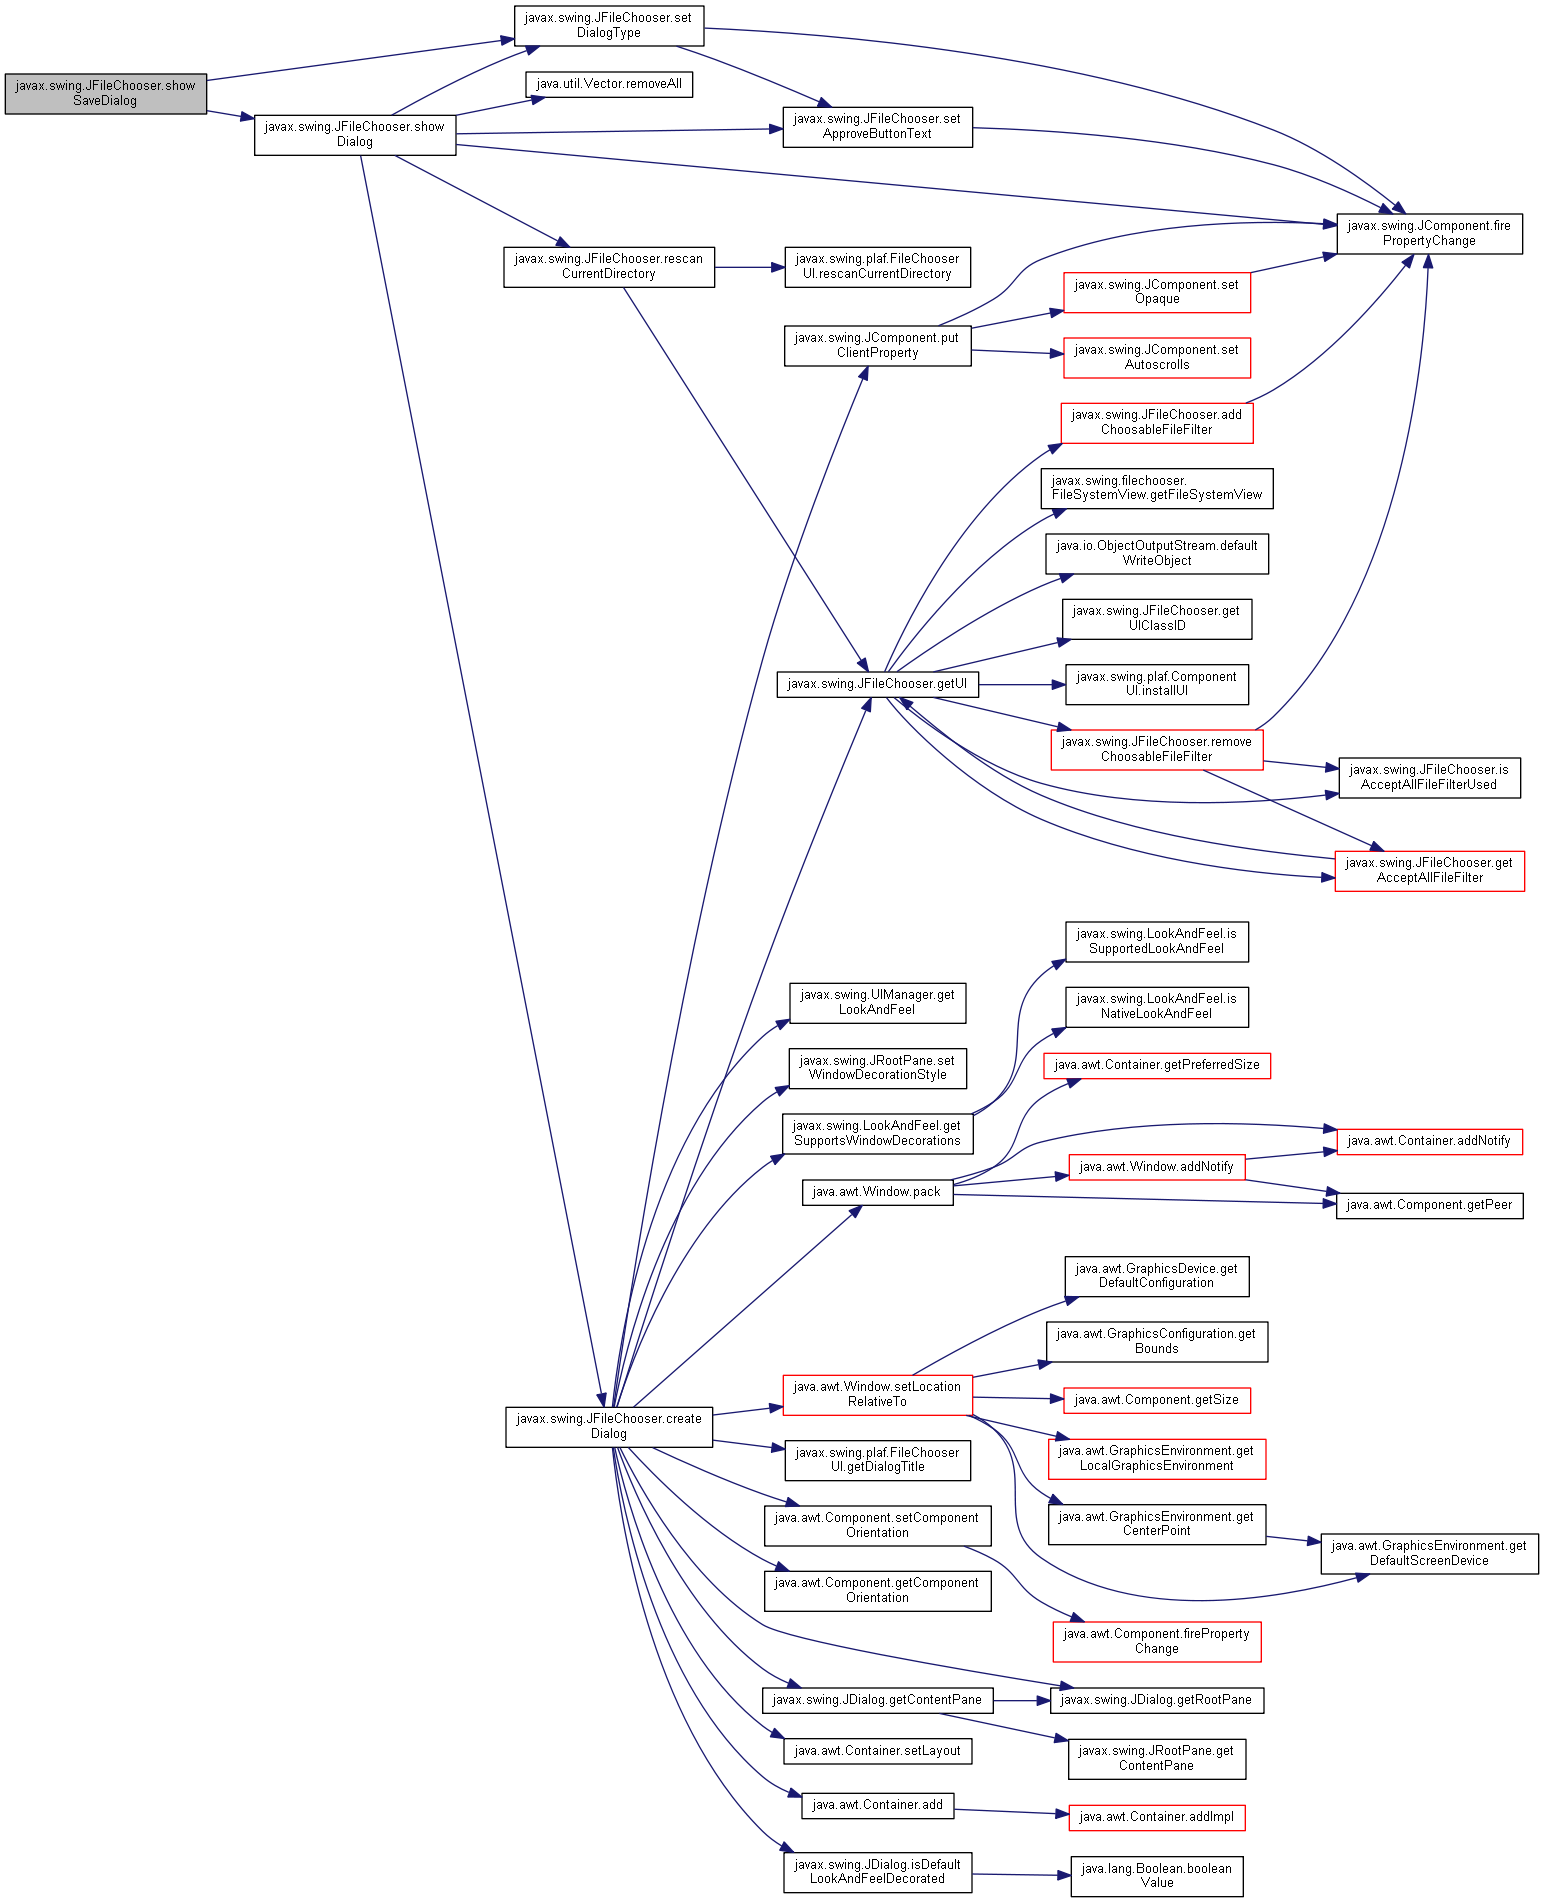 javax.swing.JFileChooser.show
SaveDialog
javax.swing.JFileChooser.set
DialogType
java.util.Vector.removeAll
javax.swing.JFileChooser.show
Dialog
javax.swing.JFileChooser.set
ApproveButtonText
javax.swing.JComponent.fire
PropertyChange
javax.swing.JFileChooser.rescan
CurrentDirectory
javax.swing.plaf.FileChooser
UI.rescanCurrentDirectory
javax.swing.JComponent.set
Opaque
javax.swing.JComponent.put
ClientProperty
javax.swing.JComponent.set
Autoscrolls
javax.swing.JFileChooser.add
ChoosableFileFilter
javax.swing.filechooser.
FileSystemView.getFileSystemView
java.io.ObjectOutputStream.default
WriteObject
javax.swing.JFileChooser.get
UIClassID
javax.swing.JFileChooser.getUI
javax.swing.plaf.Component
UI.installUI
javax.swing.JFileChooser.remove
ChoosableFileFilter
javax.swing.JFileChooser.is
AcceptAllFileFilterUsed
javax.swing.JFileChooser.get
AcceptAllFileFilter
javax.swing.LookAndFeel.is
SupportedLookAndFeel
javax.swing.UIManager.get
LookAndFeel
javax.swing.LookAndFeel.is
NativeLookAndFeel
javax.swing.JRootPane.set
WindowDecorationStyle
java.awt.Container.getPreferredSize
javax.swing.LookAndFeel.get
SupportsWindowDecorations
java.awt.Container.addNotify
java.awt.Window.addNotify
java.awt.Window.pack
java.awt.Component.getPeer
java.awt.GraphicsDevice.get
DefaultConfiguration
java.awt.GraphicsConfiguration.get
Bounds
java.awt.Window.setLocation
RelativeTo
java.awt.Component.getSize
javax.swing.JFileChooser.create
Dialog
javax.swing.plaf.FileChooser
UI.getDialogTitle
java.awt.GraphicsEnvironment.get
LocalGraphicsEnvironment
java.awt.Component.setComponent
Orientation
java.awt.GraphicsEnvironment.get
CenterPoint
java.awt.GraphicsEnvironment.get
DefaultScreenDevice
java.awt.Component.getComponent
Orientation
java.awt.Component.fireProperty
Change
javax.swing.JDialog.getContentPane
javax.swing.JDialog.getRootPane
java.awt.Container.setLayout
javax.swing.JRootPane.get
ContentPane
java.awt.Container.add
java.awt.Container.addImpl
javax.swing.JDialog.isDefault
LookAndFeelDecorated
java.lang.Boolean.boolean
Value